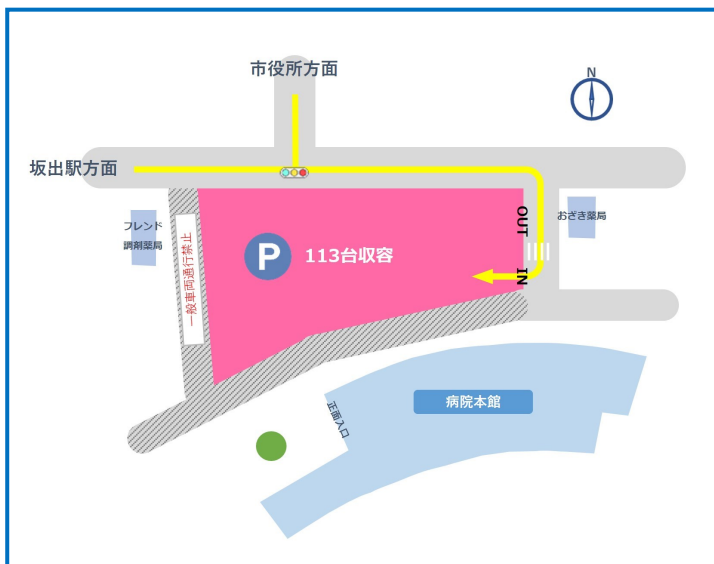 市役所方面
N
坂出駅方面
フレンド
調剤薬局
一般車両通行禁止
P
113台収容
OUT
IN
おざき薬局
病院本館
正面入口